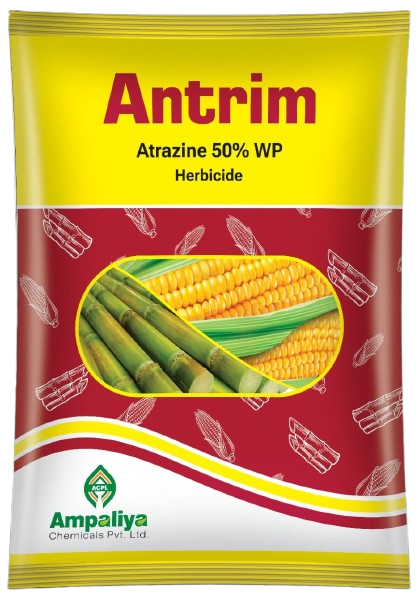 Antrim
Atrazine 50% WP
Herbicide
ACPL
Ampaliya
Chemicals Pvt. Ltd.